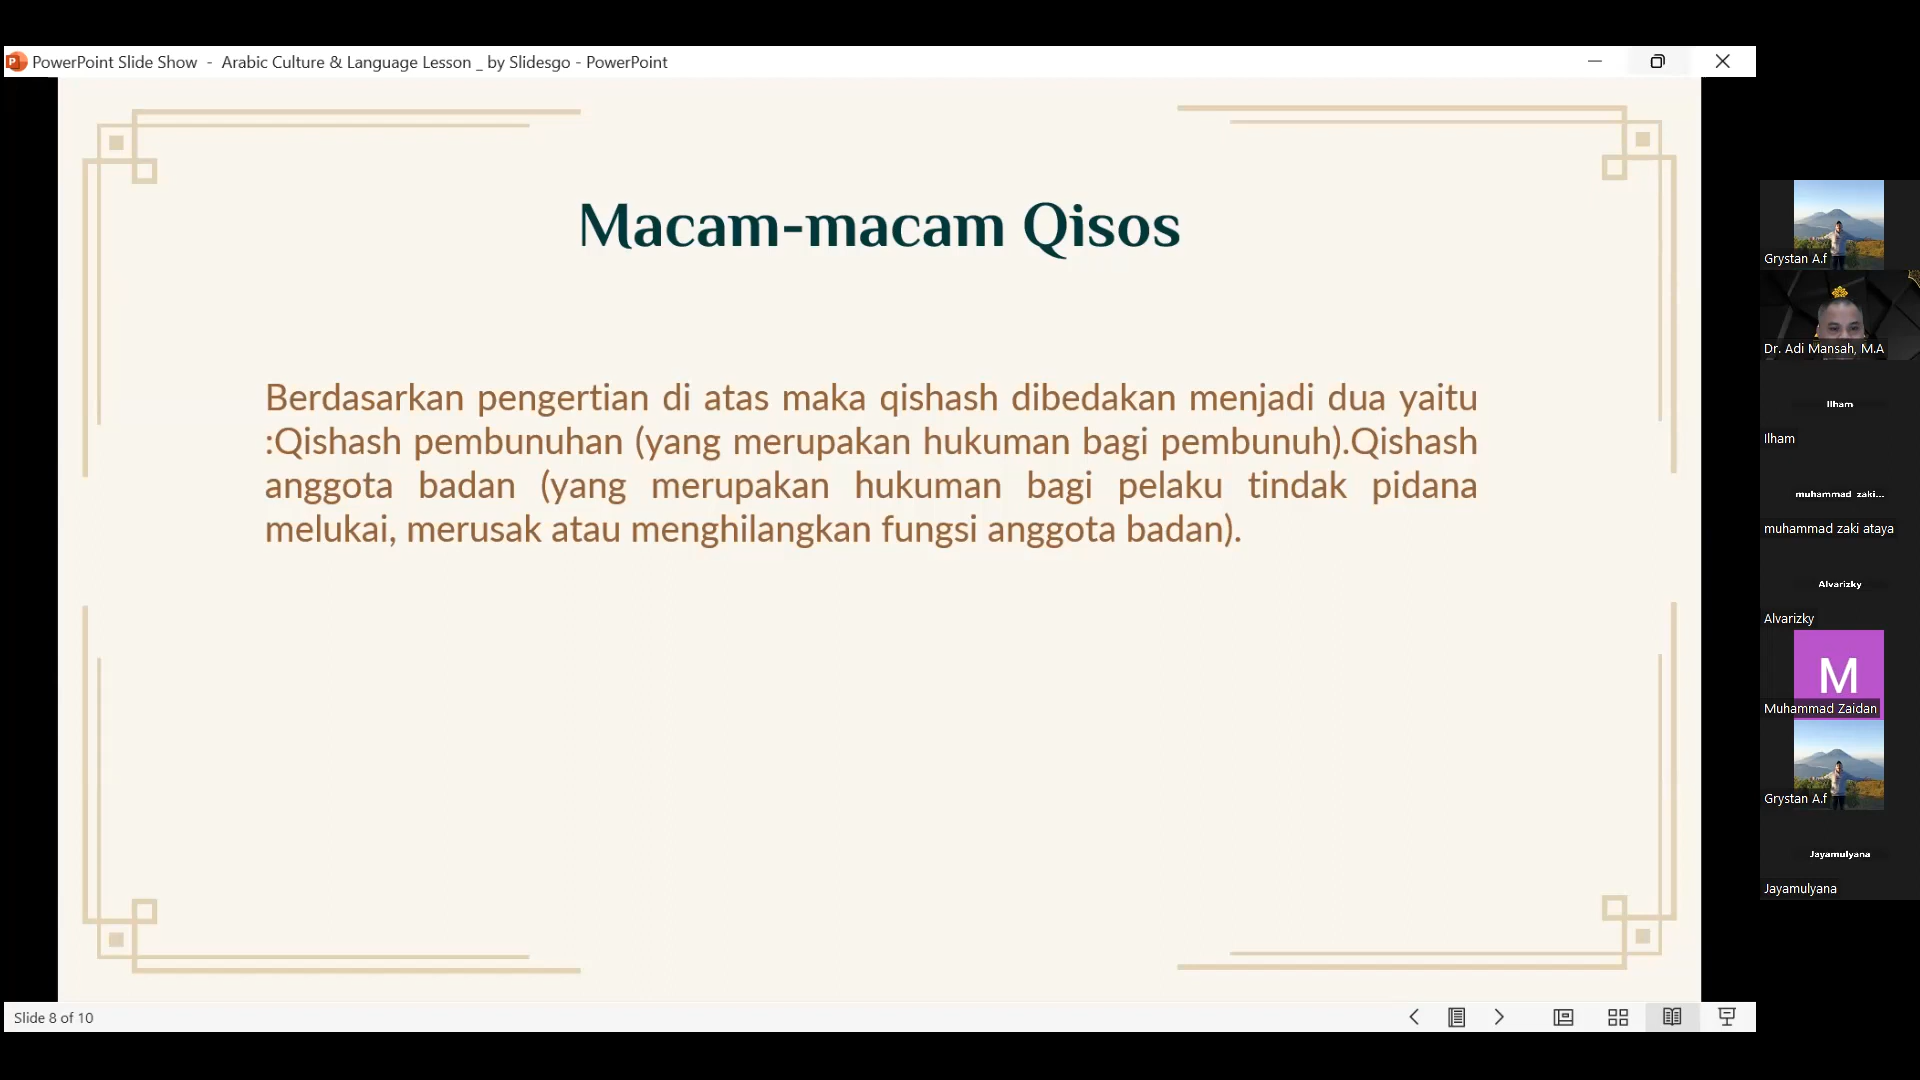 PowerPoint Slide Show - Arabic Culture & Language Lesson _ by Slidesgo - PowerPoint
Macam-macam Qisos
Berdasarkan pengertian di atas maka qishash dibedakan menjadi dua yaitu
:Qishash pembunuhan (yang merupakan hukuman bagi pembunuh).Qishash
anggota badan (yang merupakan hukuman bagi pelaku tindak pidana
melukai, merusak atau menghilangkan fungsi anggota badan).
Slide 8 of 10
Grystan A.f
Dr. Adi Mansah, M.A
Ilham
Ilham
muhammad zaki...
muhammad zaki ataya
Alvarizky
Alvarizky
M
Muhammad Zaidan
Grystan A.f
Jayamulyana
Jayamulyana